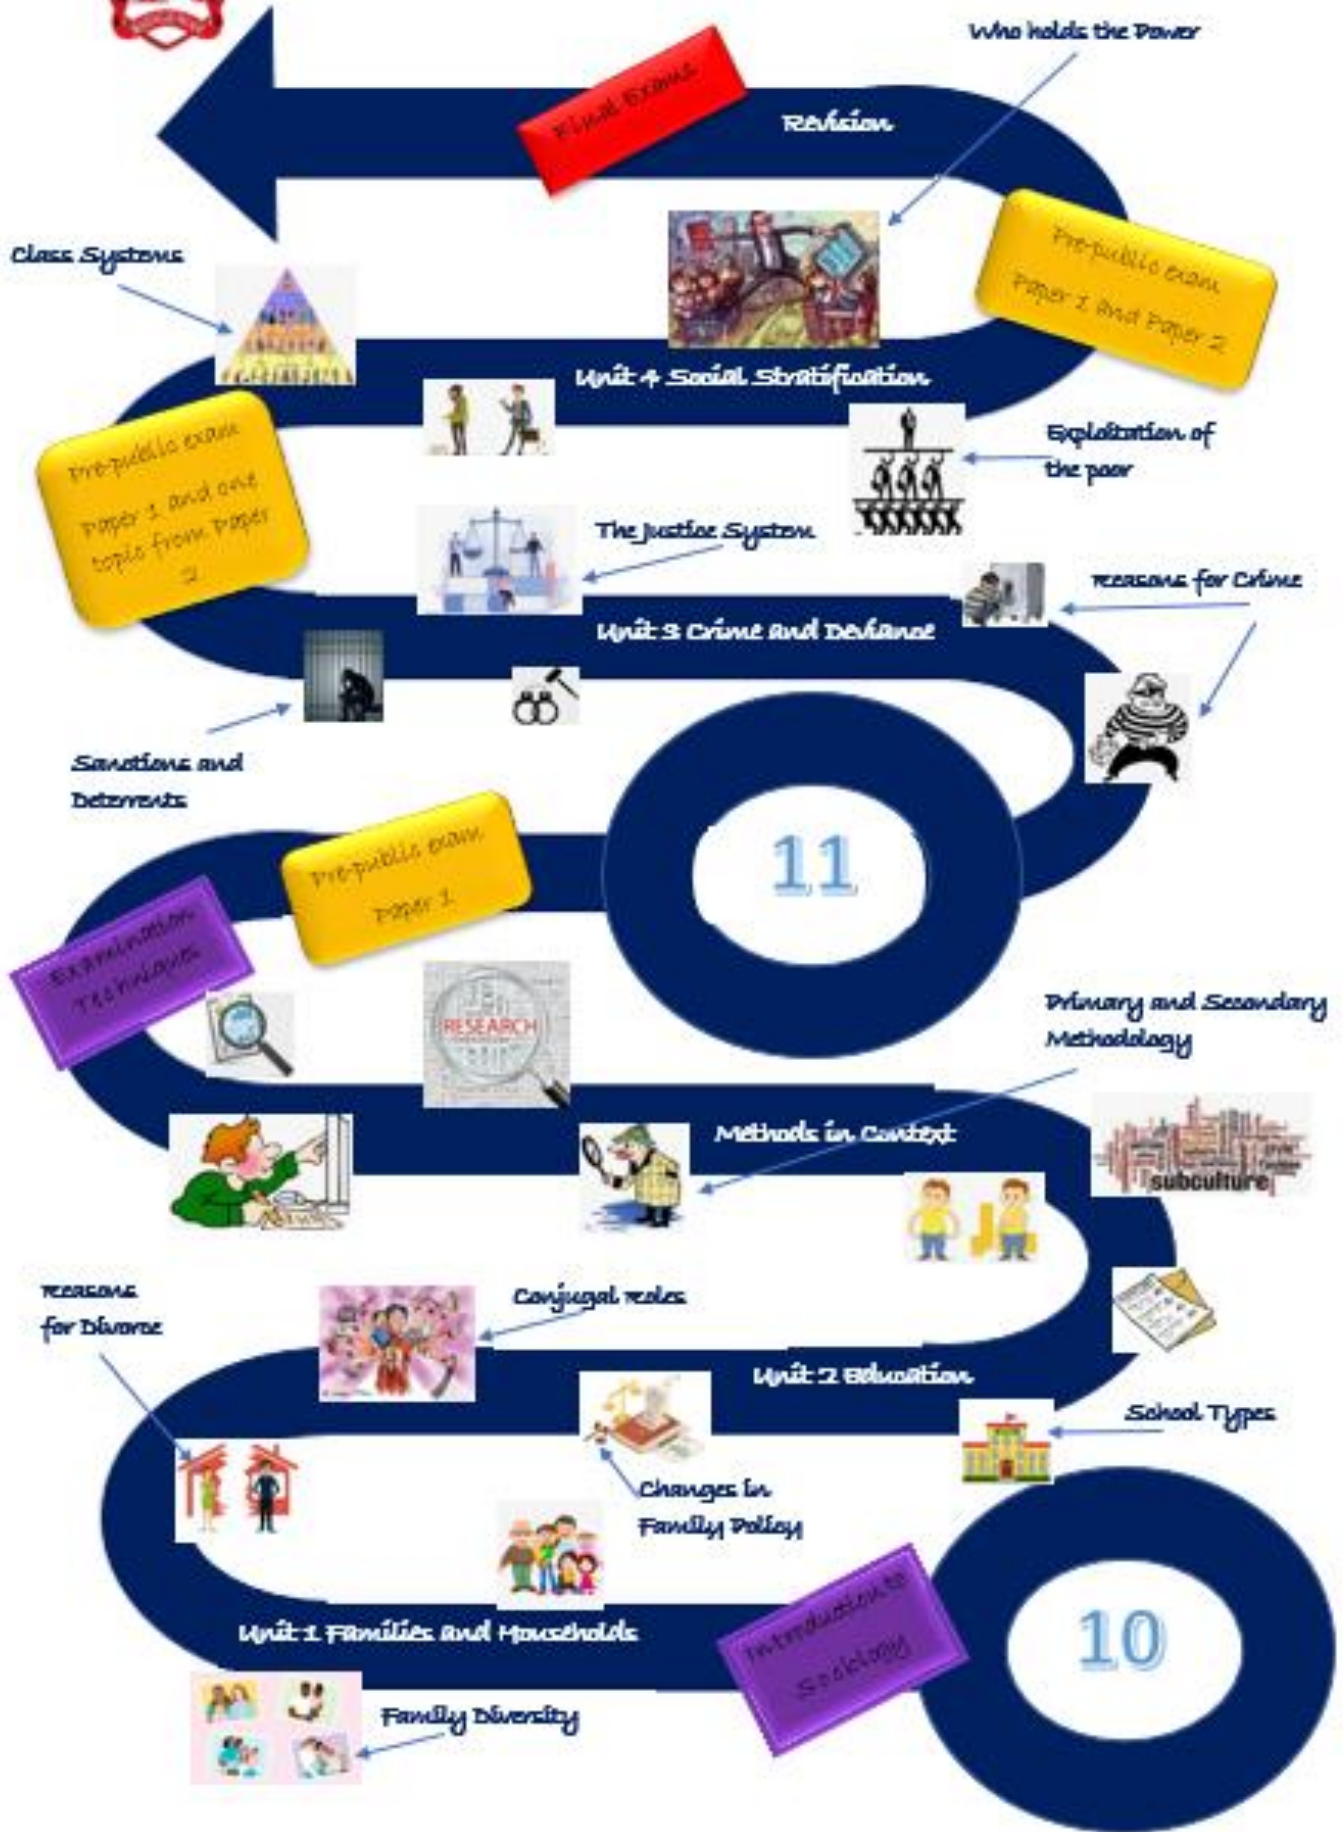 Who holds the Power
Final Exams
Revision
Pre-public exam
Paper 1 and Paper 2
Class Systems
Unit 4 Social Stratification
Pre-public exam
Paper 1 and one
topic from Paper
2
Exploitation of
the poor
The Justice System
Reasons for Crime
Unit 3 Crime and Deviance
Sanctions and
Deterrents
Pre-public exam
Paper 1
11
Examination
Techniques
RESEARCH
Primary and Secondary
Methodology
Methods in Context
subculture
Reasons
for Divorce
Conjugal Roles
Unit 2 Education
School Types
Changes in
Family Policy
Introduction to
Sociology
10
Unit 1 Families and Households
Family Diversity